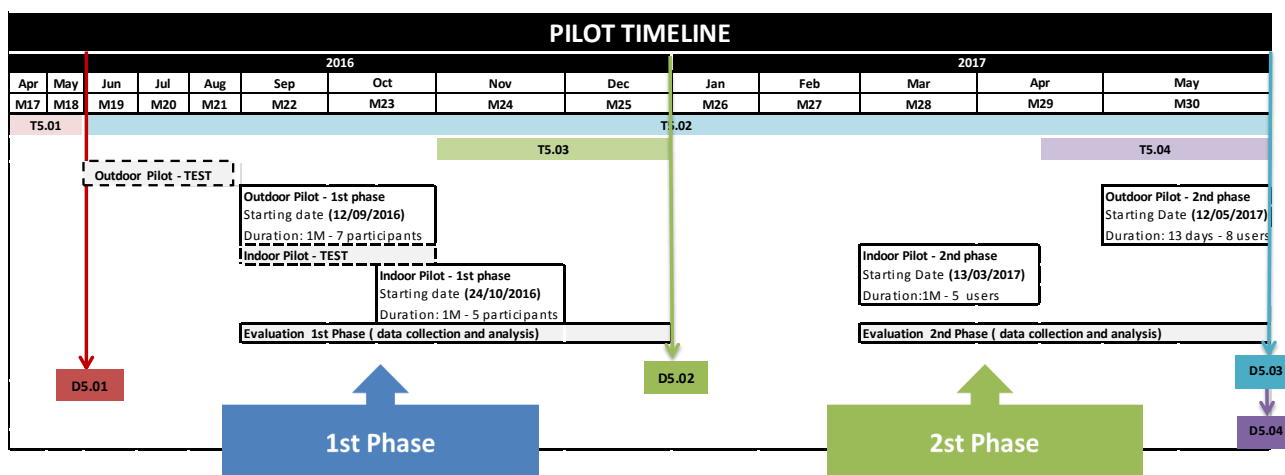 PILOT TIMELINE
2016 2017
Apr May Jun Jul Aug Sep Oct Nov Dec Jan Feb Mar Apr May
M17 M18 M19 M20 M21 M22 M23 M24 M25 M26 M27 M28 M29 M30
T5.01 T5.02
T5.03 T5.04
Outdoor Pilot - TEST
Outdoor Pilot - 1st phase
Starting date (12/09/2016)
Duration: 1M - 7 participants
Indoor Pilot - TEST
Indoor Pilot - 1st phase
Starting date (24/10/2016)
Duration: 1M - 5 participants
Evaluation 1st Phase ( data collection and analysis)
Outdoor Pilot - 2nd phase
Starting Date (12/05/2017)
Duration: 13 days - 8 users
Indoor Pilot - 2nd phase
Starting Date (13/03/2017)
Duration:1M - 5 users
Evaluation 2nd Phase ( data collection and analysis)
D5.01 D5.02 D5.03
D5.04
1st Phase
2st Phase